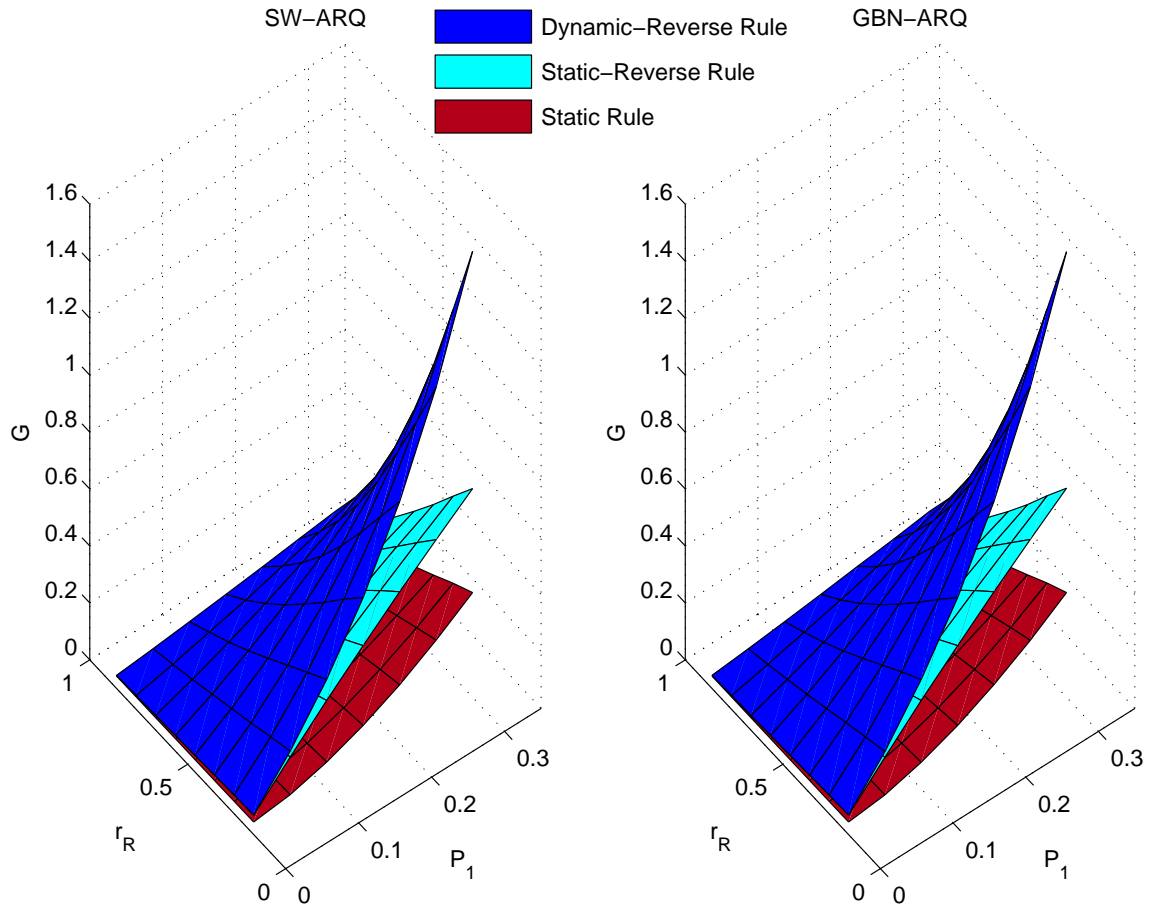 SW−ARQ
Dynamic−Reverse Rule
Static−Reverse Rule
Static Rule
GBN−ARQ
1.6
1.4
1.2
1
0.8
0.6
0.4
0.2
0
G
1
0.5
0
r_R
0
0.1
0.2
0.3
P_1
1.6
1.4
1.2
1
0.8
0.6
0.4
0.2
0
G
1
0.5
0
r_R
0
0.1
0.2
0.3
P_1